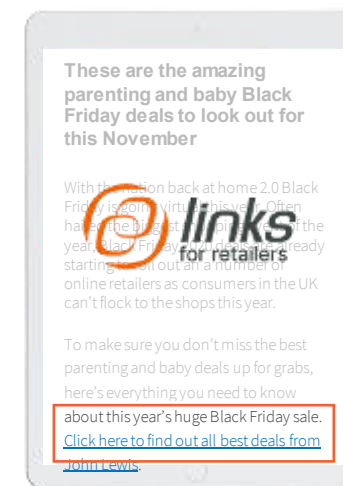 These are the amazing
parenting and baby Black
Friday deals to look out for
this November
With the nation back at home 2.0 Black
Friday is going virtual this year. Often
the biggest of the
year, Black Friday 2020 deals are already
starting to roll out an a number of
online retailers as consumers in the UK
can't flock to the shops this year.
links
for retailers
To make sure you don't miss the best
parenting and baby deals up for grabs,
here's everything you need to know
about this year's huge Black Friday sale.
Click here to find out all best deals from
John Lewis.